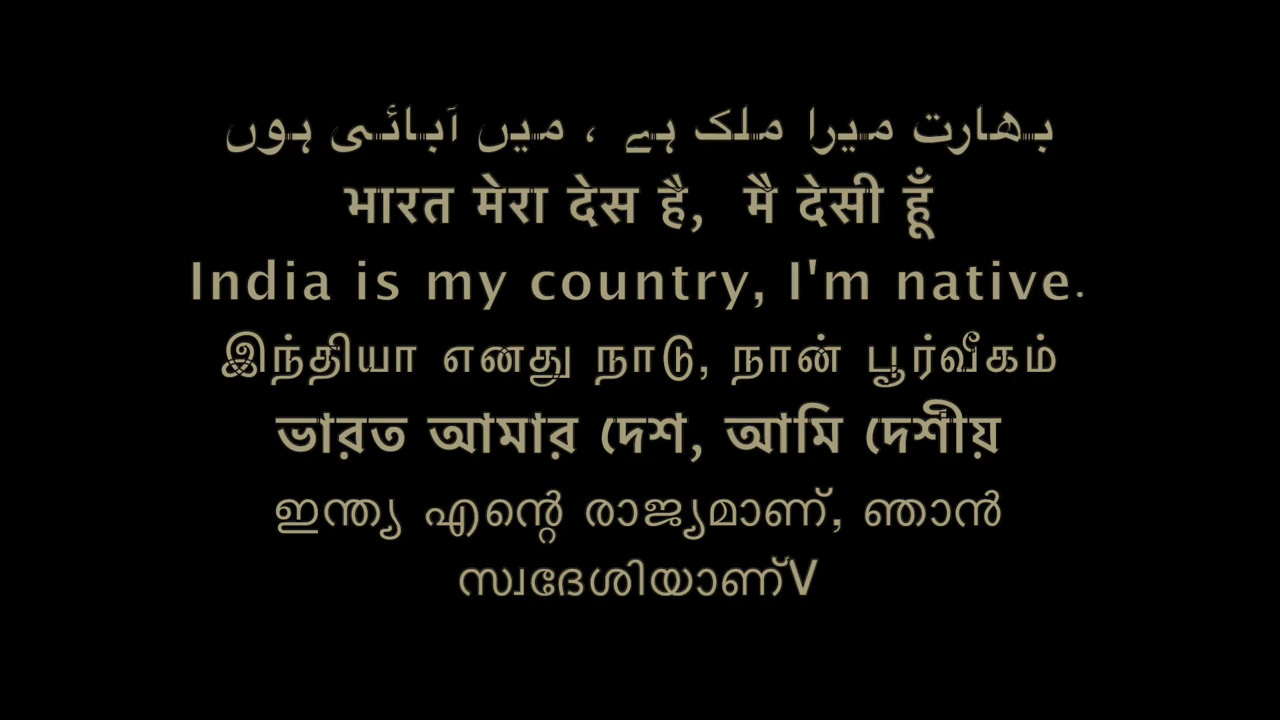 بھارت میرا ملک ہے ، میں آبائی ہوں
भारत मेरा देस है, मै देसी हूँ
India is my country, I'm native.
இந்தியா எனது நாடு, நான் பூர்வீகம்
ভারত আমার দেশ, আমি দেশীয়
ഇന്ത്യ എന്റെ രാജ്യമാണ്, ഞാൻ
സ്വദേശിയാണ്V